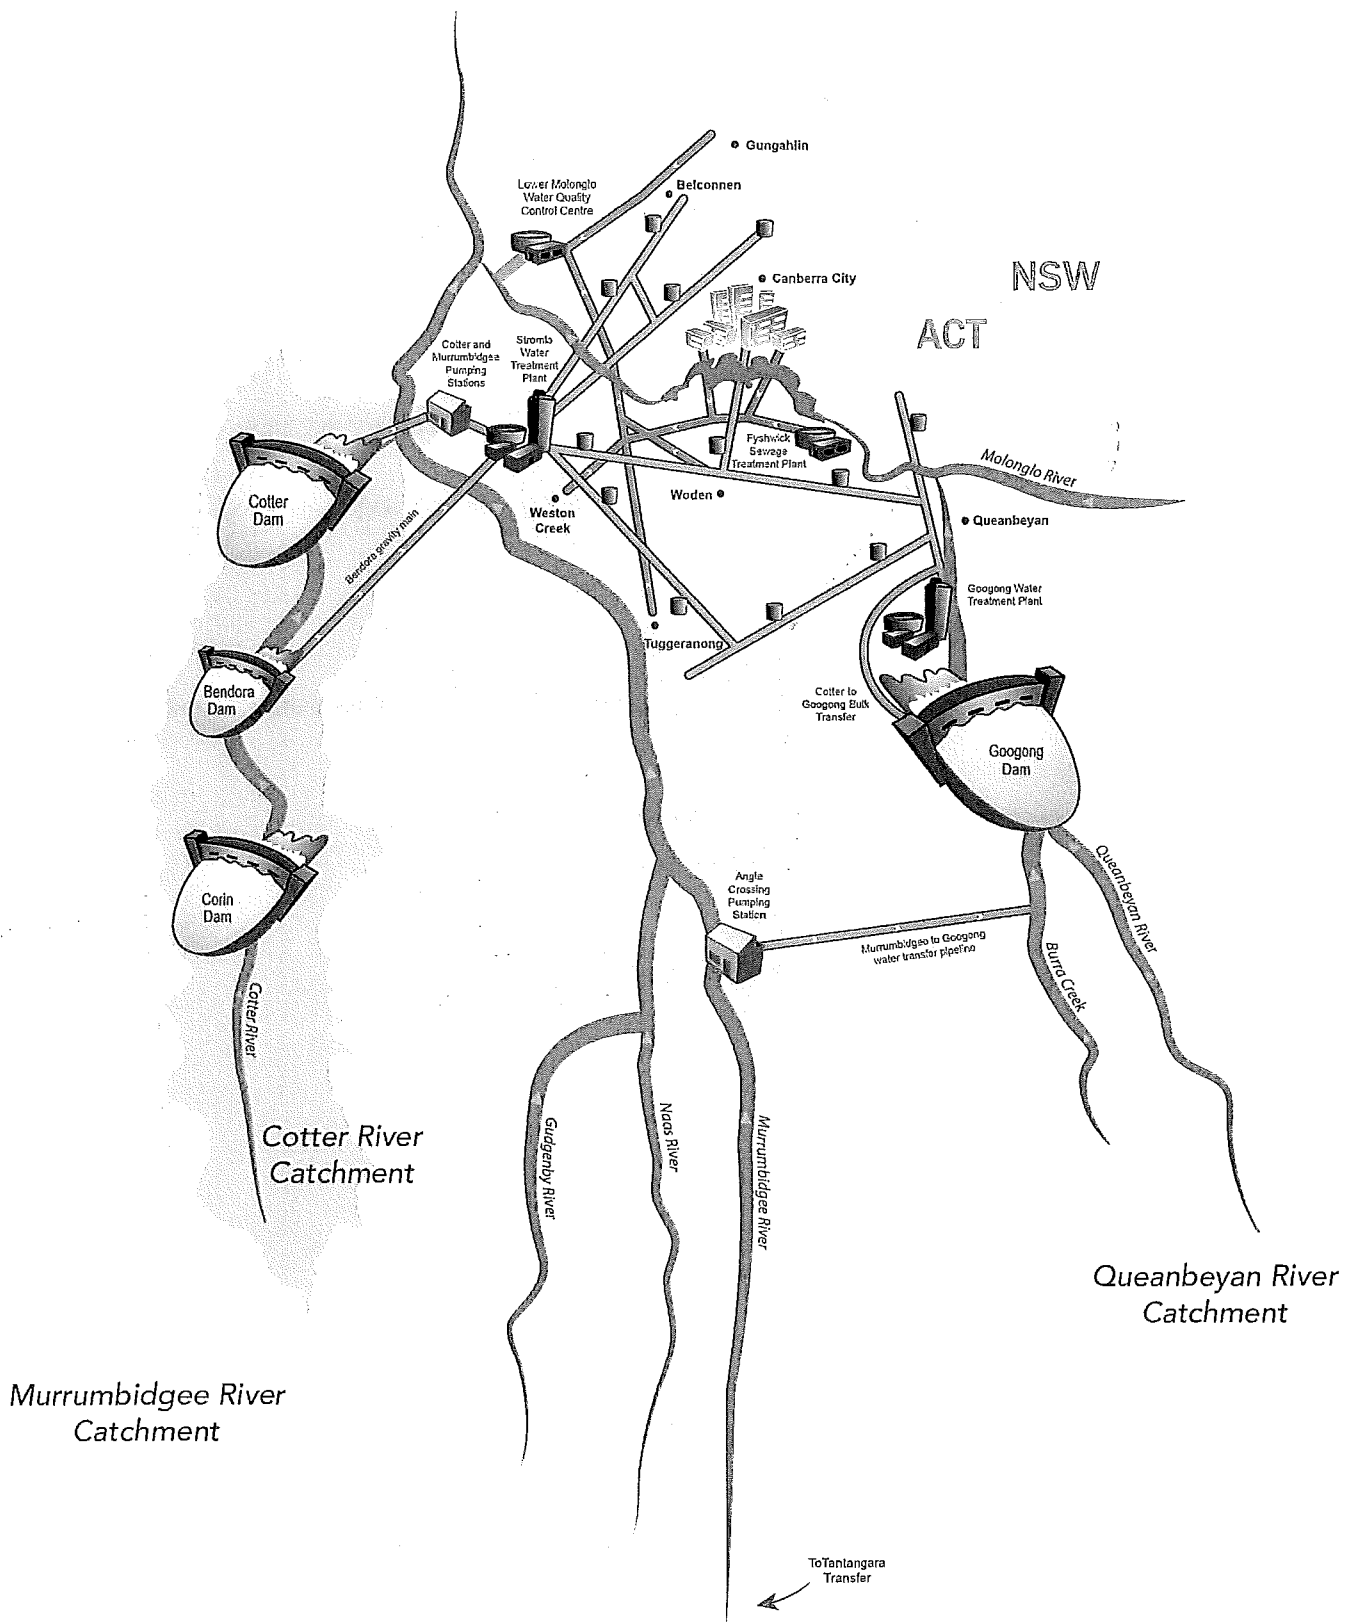 Gungahlin
Belconnen
Lower Molonglo
Water Quality
Control Centre
Canberra City
NSW
ACT
Cotter and
Murrumbidgee
Pumping
Stations
Stromlo
Water
Treatment
Plant
Fyshwick
Sewage
Treatment Plant
Molonglo River
Cotter
Dam
Weston
Creek
Woden
Queanbeyan
Bendora gravity main
Googong Water
Treatment Plant
Tuggeranong
Bendora
Dam
Cotter to
Googong Bulk
Transfer
Googong
Dam
Corin
Dam
Angle
Crossing
Pumping
Station
Queanbeyan River
Murrumbidgee to Googong
water transfer pipeline
Burra Creek
Cotter River
Cotter River
Catchment
Gudgenby River
Naas River
Murrumbidgee River
Queanbeyan River
Catchment
Murrumbidgee River
Catchment
To Tantangara
Transfer